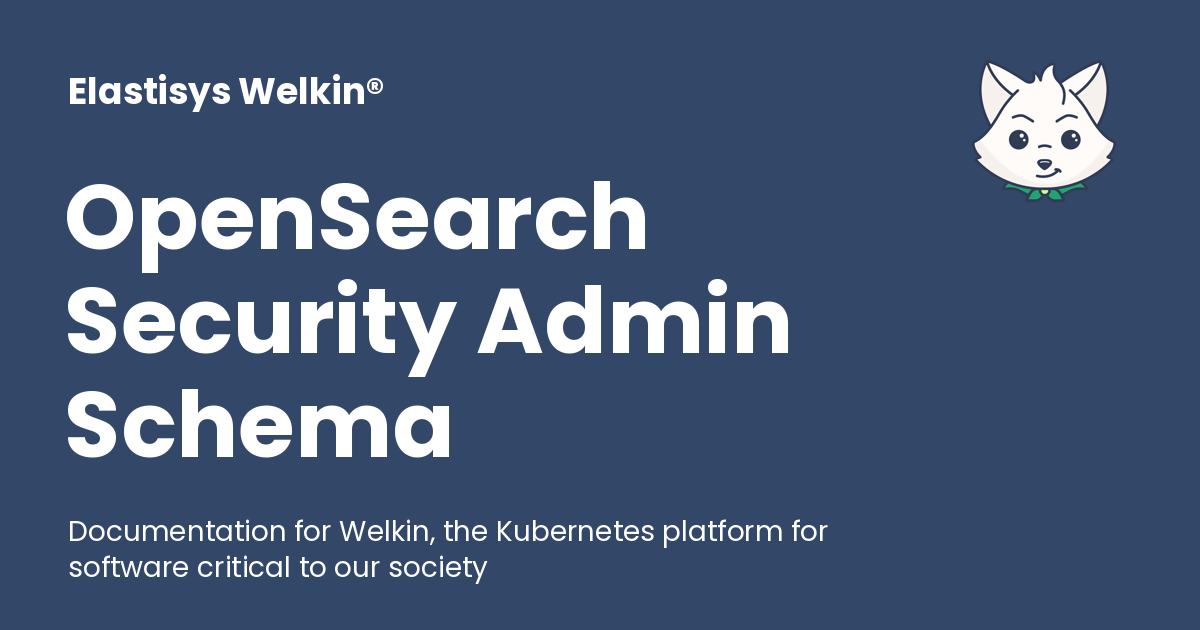 Elastisys Welkin®
OpenSearch
Security Admin
Schema
Documentation for Welkin, the Kubernetes platform for
software critical to our society